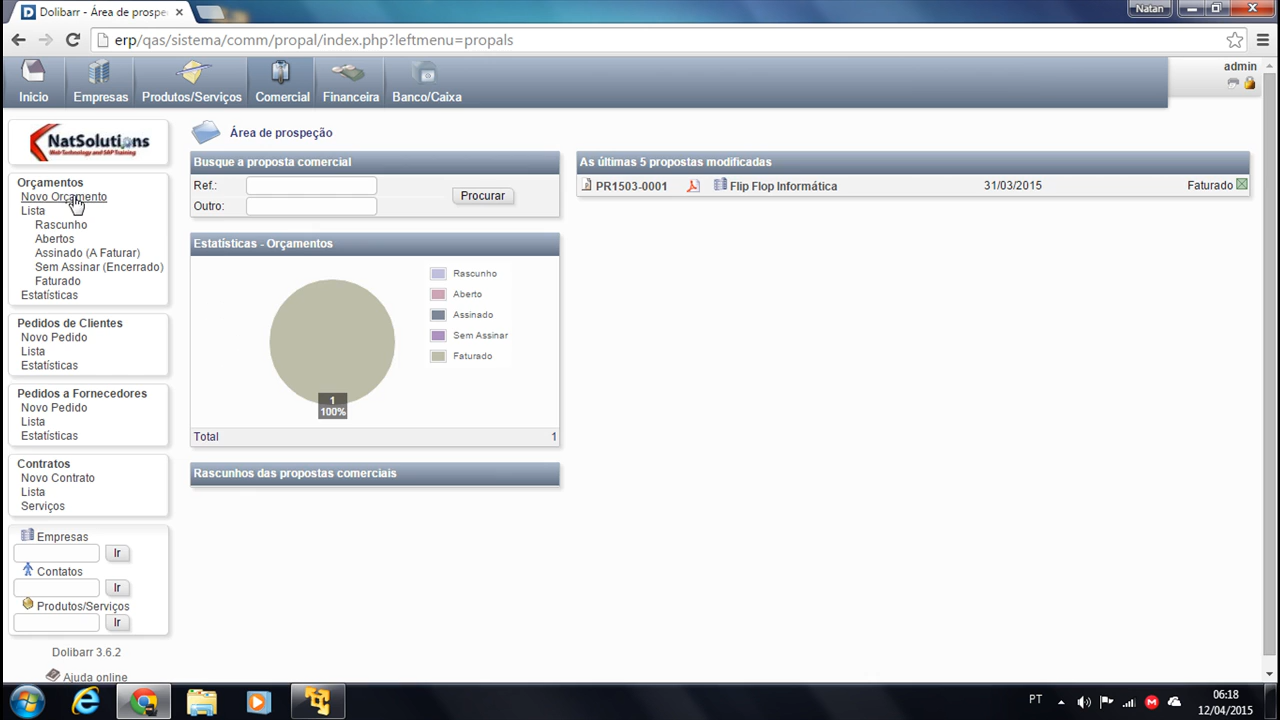 Dolibarr - Área de prospe
Natan
erp/qas/sistema/comm/propal/index.php?leftmenu=propals
Inicio
Empresas
Produtos/Serviços
Comercial
Financeira
Banco/Caixa
admin
NatSolutions
Web Technology and SAP Training
Orçamentos
Novo Orçamento
Lista
Rascunho
Abertos
Assinado (A Faturar)
Sem Assinar (Encerrado)
Faturado
Estatísticas
Pedidos de Clientes
Novo Pedido
Lista
Estatísticas
Pedidos a Fornecedores
Novo Pedido
Lista
Estatísticas
Contratos
Novo Contrato
Lista
Serviços
Empresas
Ir
Contatos
Ir
Produtos/Serviços
Ir
Dolibarr 3.6.2
Ajuda online
Área de prospeção
Busque a proposta comercial
Ref.:
Outro:
Procurar
Estatísticas - Orçamentos
Rascunho
Aberto
Assinado
Sem Assinar
Faturado
1
100%
Total 1
Rascunhos das propostas comerciais
As últimas 5 propostas modificadas
PR1503-0001 Flip Flop Informática 31/03/2015 Faturado
PT
06:18
12/04/2015